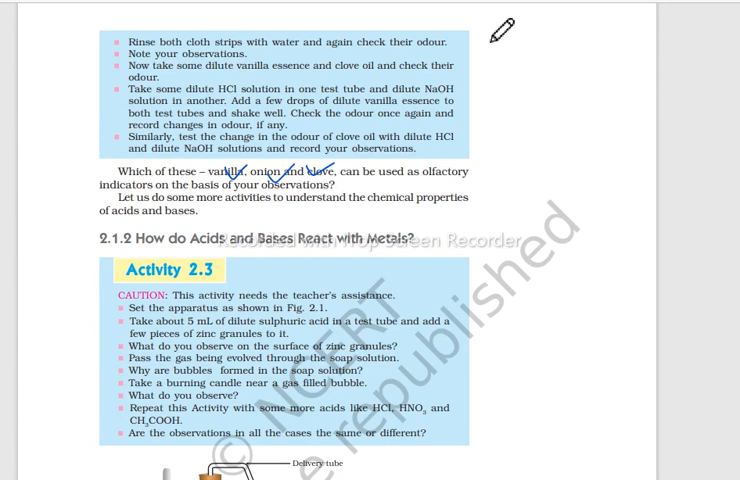 Rinse both cloth strips with water and again check their odour.
Note your observations.
Now take some dilute vanilla essence and clove oil and check their
odour.
Take some dilute HCl solution in one test tube and dilute NaOH
solution in another. Add a few drops of dilute vanilla essence to
both test tubes and shake well. Check the odour once again and
record changes in odour, if any.
Similarly, test the change in the odour of clove oil with dilute HCl
and dilute NaOH solutions and record your observations.
Which of these – vanilla, onion and clove, can be used as olfactory
indicators on the basis of your observations?
Let us do some more activities to understand the chemical properties
of acids and bases.
2.1.2 How do Acids and Bases React with Metals?
Recorded with iTop Screen Recorder
Activity 2.3
CAUTION: This activity needs the teacher's assistance.
Set the apparatus as shown in Fig. 2.1.
Take about 5 mL of dilute sulphuric acid in a test tube and add a
few pieces of zinc granules to it.
What do you observe on the surface of zinc granules?
Pass the gas being evolved through the soap solution.
Why are bubbles formed in the soap solution?
Take a burning candle near a gas filled bubble.
What do you observe?
Repeat this Activity with some more acids like HCl, HNO₃ and
CH₃COOH.
Are the observations in all the cases the same or different?
Delivery tube
© NCERT
be republished